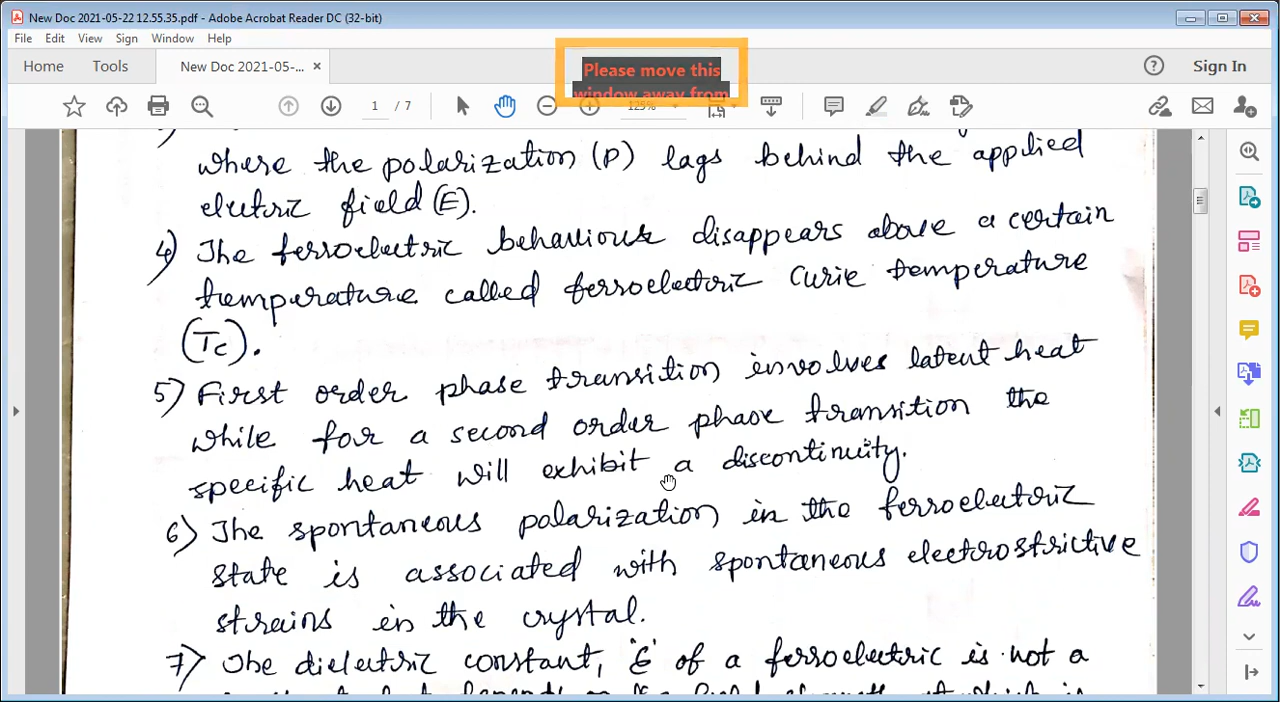 New Doc 2021-05-22 12.55.35.pdf - Adobe Acrobat Reader DC (32-bit)
File Edit View Sign Window Help
Home Tools New Doc 2021-05-... × Sign In
Please move this
window away from
1 / 7 125%
where the polarization (P) lags behind the applied
electric field (E).
4) The ferroelectric behaviour disappears above a certain
temperature called ferroelectric Curie temperature
(Tc).
5) First order phase transition involves latent heat
while for a second order phase transition the
specific heat will exhibit a discontinuity.
6) The spontaneous polarization in the ferroelectric
state is associated with spontaneous electrostrictive
strains in the crystal.
7) The dielectric constant, 'ε' of a ferroelectric is not a